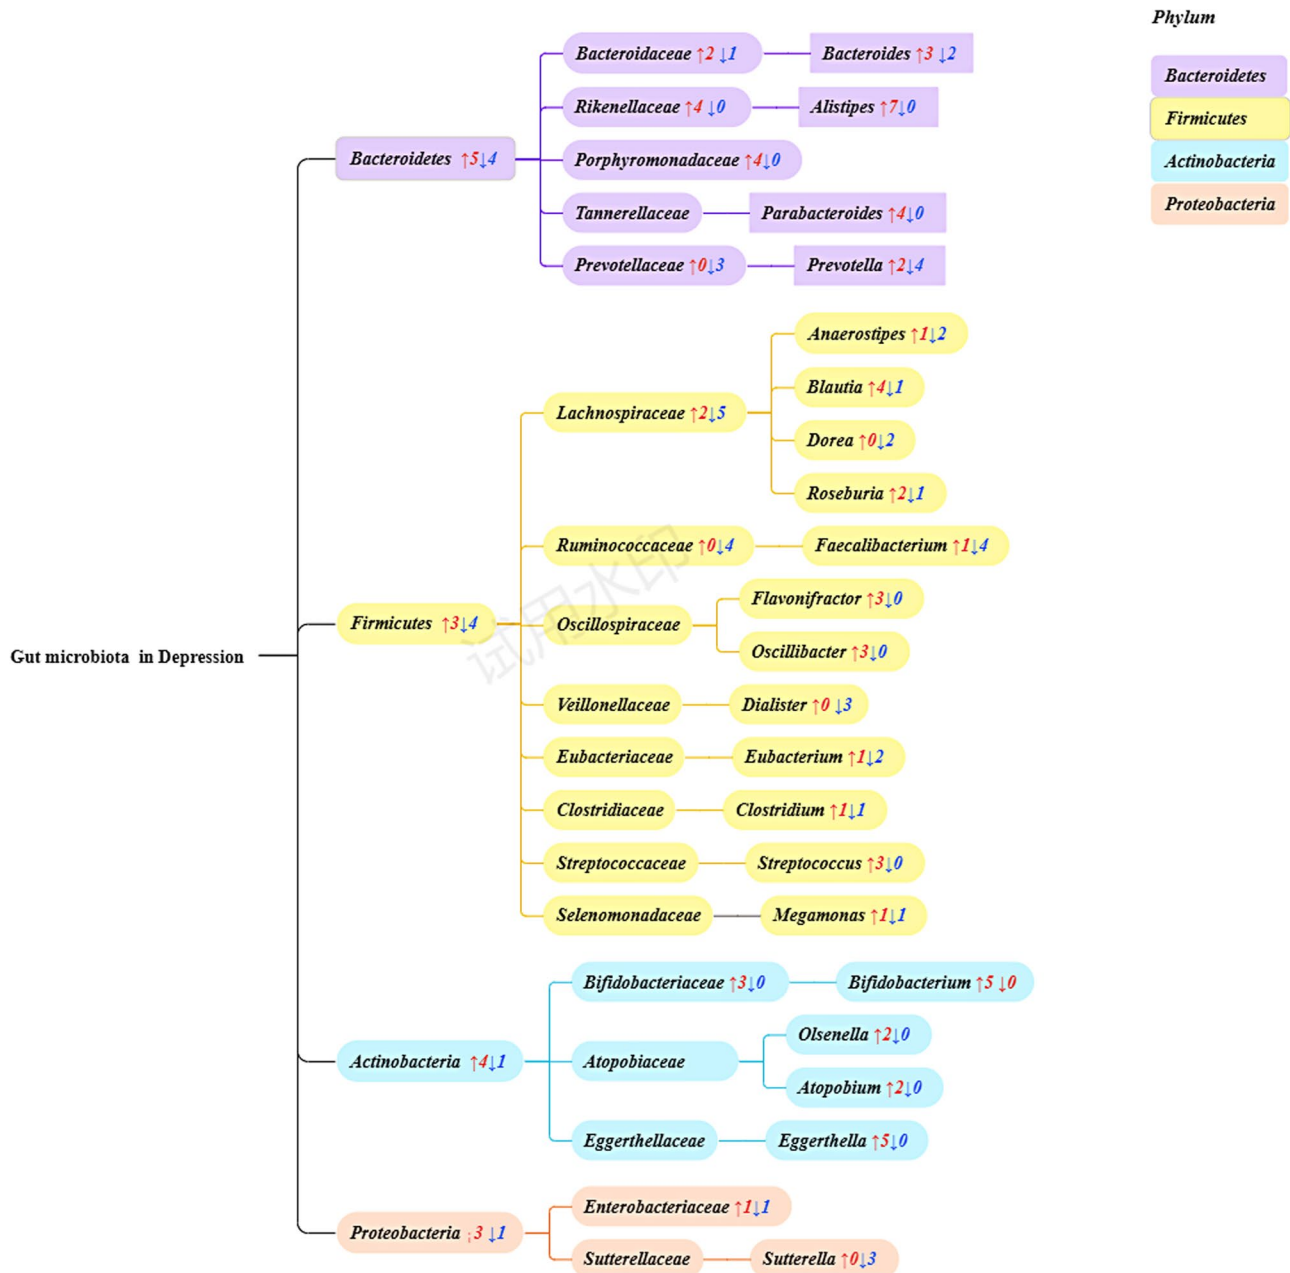 Phylum
Bacteroidetes
Firmicutes
Actinobacteria
Proteobacteria
Gut microbiota in Depression
Bacteroidetes ↑5↓4
Bacteroidaceae ↑2 ↓1
Bacteroides ↑3 ↓2
Rikenellaceae ↑4 ↓0
Alistipes ↑7↓0
Porphyromonadaceae ↑4↓0
Tannerellaceae
Parabacteroides ↑4↓0
Prevotellaceae ↑0↓3
Prevotella ↑2↓4
Firmicutes ↑3↓4
Lachnospiraceae ↑2↓5
Anaerostipes ↑1↓2
Blautia ↑4↓1
Dorea ↑0↓2
Roseburia ↑2↓1
Ruminococcaceae ↑0↓4
Faecalibacterium ↑1↓4
Oscillospiraceae
Flavonifractor ↑3↓0
Oscillibacter ↑3↓0
Veillonellaceae
Dialister ↑0 ↓3
Eubacteriaceae
Eubacterium ↑1↓2
Clostridiaceae
Clostridium ↑1↓1
Streptococcaceae
Streptococcus ↑3↓0
Selenomonadaceae
Megamonas ↑1↓1
Actinobacteria ↑4↓1
Bifidobacteriaceae ↑3↓0
Bifidobacterium ↑5 ↓0
Atopobiaceae
Olsenella ↑2↓0
Atopobium ↑2↓0
Eggerthellaceae
Eggerthella ↑5↓0
Proteobacteria ↑3 ↓1
Enterobacteriaceae ↑1↓1
Sutterellaceae
Sutterella ↑0↓3
试用水印